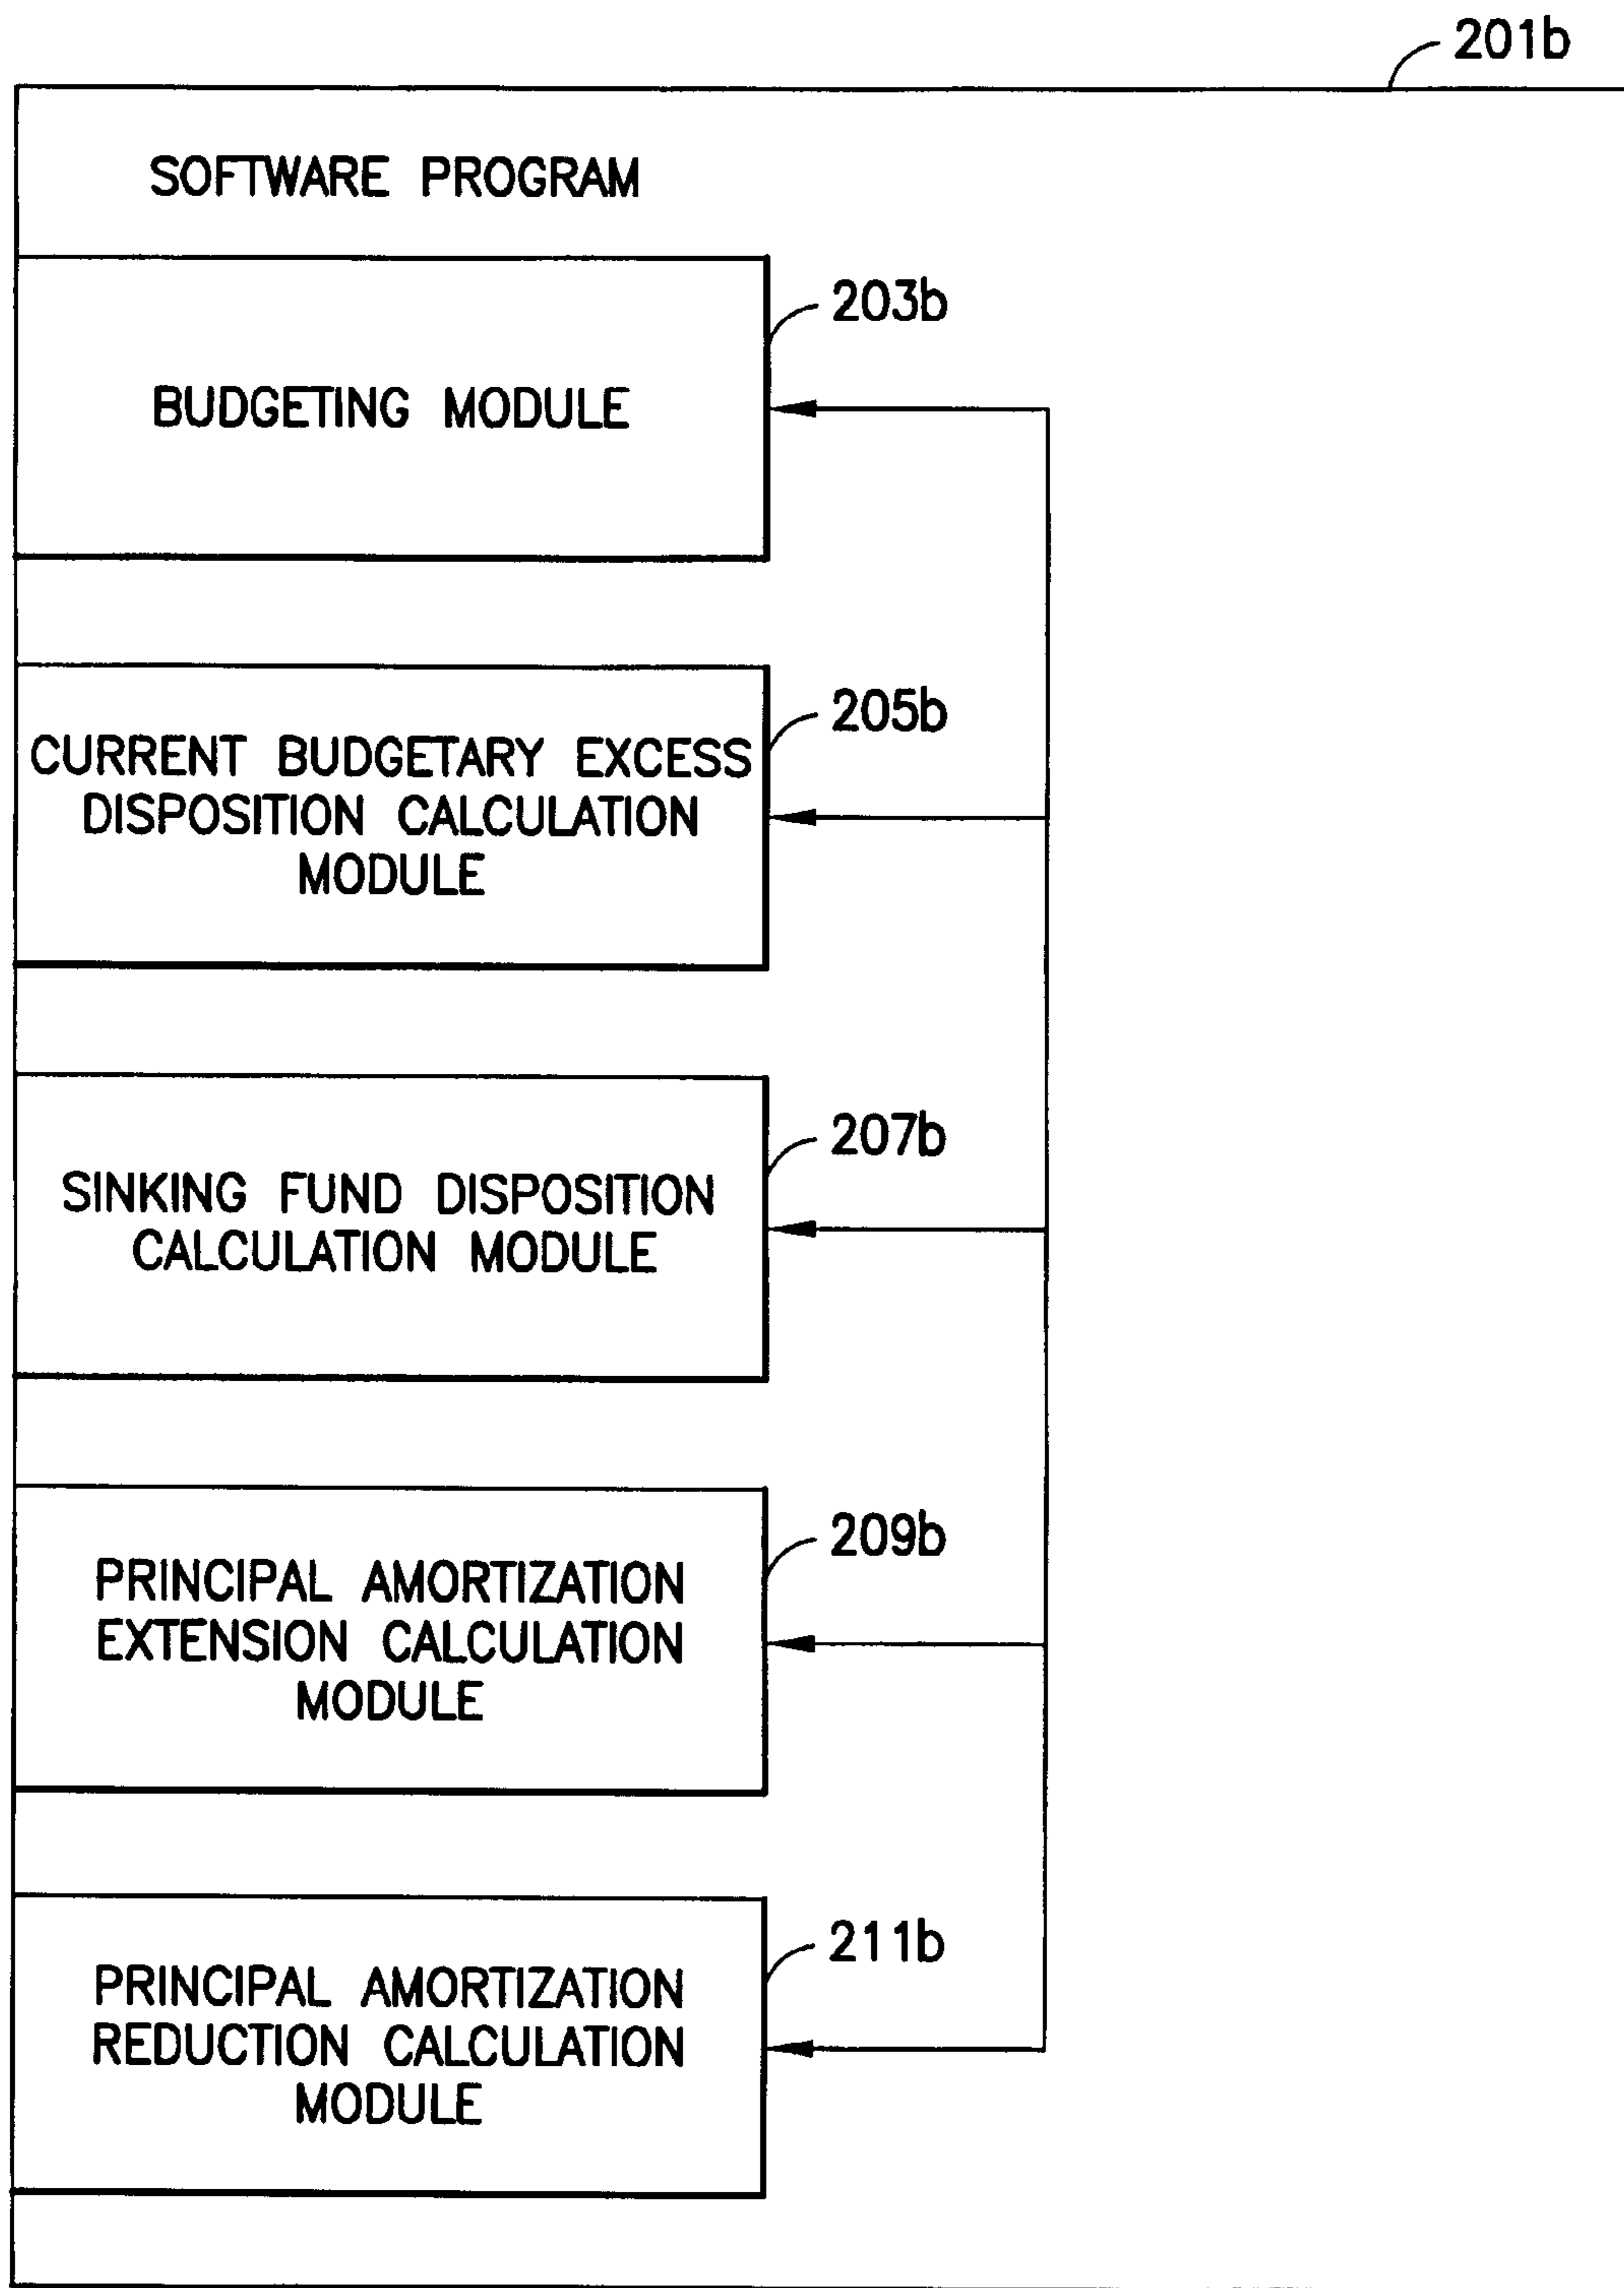 201b
SOFTWARE PROGRAM
203b
BUDGETING MODULE
205b
CURRENT BUDGETARY EXCESS
DISPOSITION CALCULATION
MODULE
207b
SINKING FUND DISPOSITION
CALCULATION MODULE
209b
PRINCIPAL AMORTIZATION
EXTENSION CALCULATION
MODULE
211b
PRINCIPAL AMORTIZATION
REDUCTION CALCULATION
MODULE